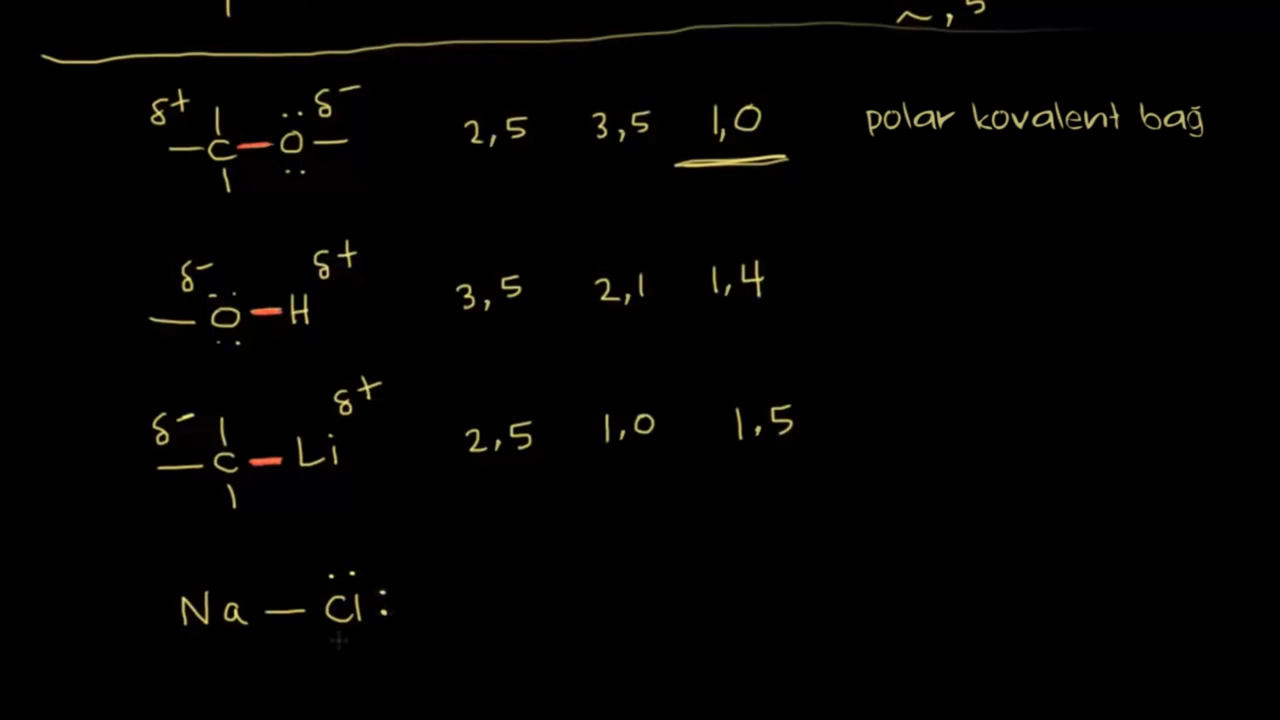 ~,5
δ+ δ-
— C — O — 2,5 3,5 1,0 polar kovalent bağ
δ- δ+
— O — H 3,5 2,1 1,4
δ- δ+
— C — Li 2,5 1,0 1,5
Na — Cl: